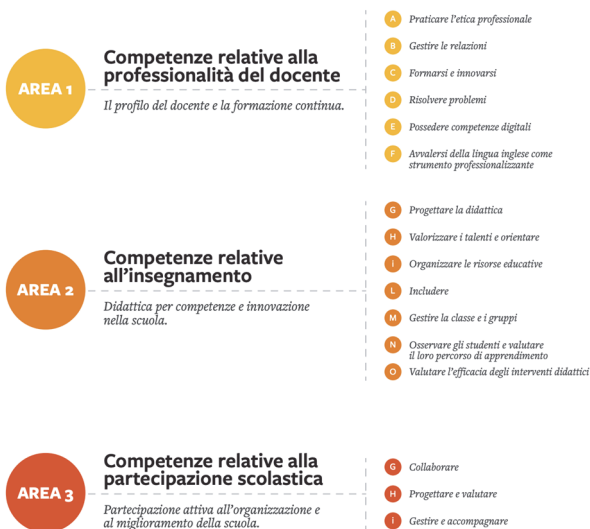 AREA 1
Competenze relative alla
professionalità del docente
Il profilo del docente e la formazione continua.
A Praticare l'etica professionale
B Gestire le relazioni
C Formarsi e innovarsi
D Risolvere problemi
E Possedere competenze digitali
F Avvalersi della lingua inglese come
strumento professionalizzante
AREA 2
Competenze relative
all'insegnamento
Didattica per competenze e innovazione
nella scuola.
G Progettare la didattica
H Valorizzare i talenti e orientare
I Organizzare le risorse educative
L Includere
M Gestire la classe e i gruppi
N Osservare gli studenti e valutare
il loro percorso di apprendimento
O Valutare l'efficacia degli interventi didattici
AREA 3
Competenze relative alla
partecipazione scolastica
Partecipazione attiva all'organizzazione e
al miglioramento della scuola.
G Collaborare
H Progettare e valutare
I Gestire e accompagnare